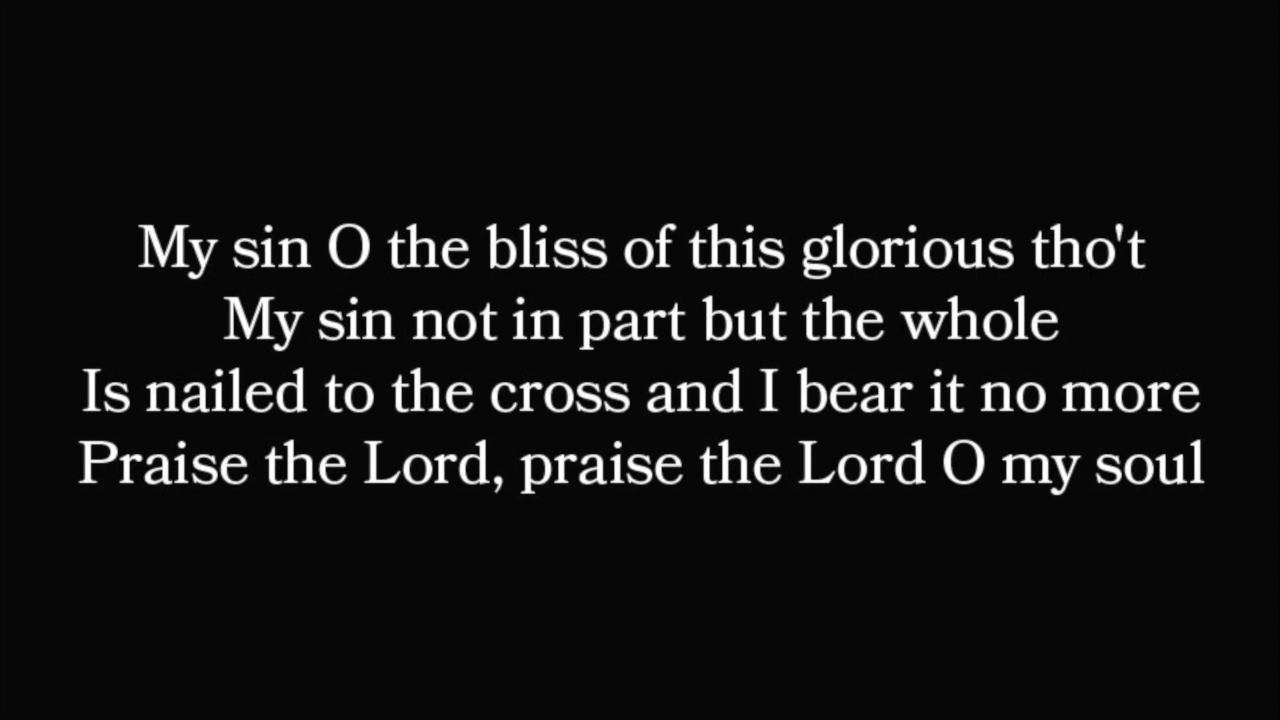 My sin O the bliss of this glorious tho't
My sin not in part but the whole
Is nailed to the cross and I bear it no more
Praise the Lord, praise the Lord O my soul